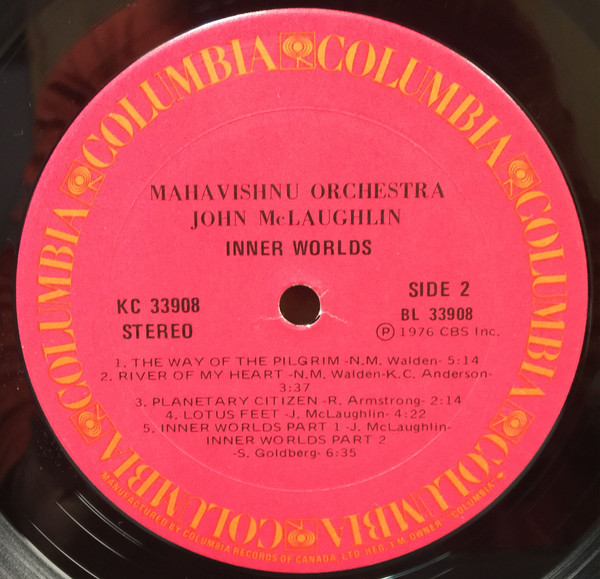 COLUMBIA COLUMBIA COLUMBIA COLUMBIA COLUMBIA COLUMBIA
MAHAVISHNU ORCHESTRA
JOHN McLAUGHLIN
INNER WORLDS
KC 33908
STEREO
SIDE 2
BL 33908
Ⓟ 1976 CBS Inc.
1. THE WAY OF THE PILGRIM -N.M. Walden- 5:14
2. RIVER OF MY HEART -N.M. Walden-K.C. Anderson-
3:37
3. PLANETARY CITIZEN -R. Armstrong- 2:14
4. LOTUS FEET -J. McLaughlin- 4:22
5. INNER WORLDS PART 1 -J. McLaughlin-
INNER WORLDS PART 2
-S. Goldberg- 6:35
MANUFACTURED BY COLUMBIA RECORDS OF CANADA, LTD. REG. T.M. OWNER - COLUMBIA